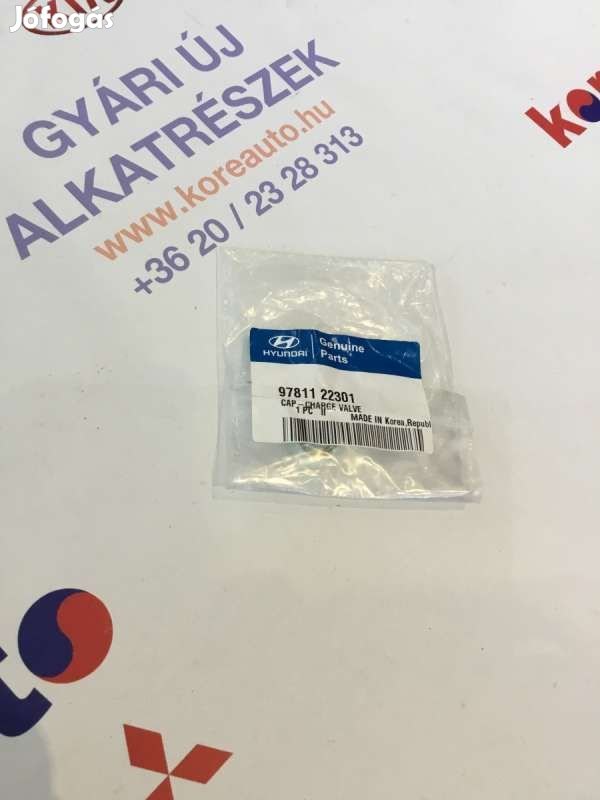 Jófogás
GYÁRI ÚJ
ALKATRÉSZEK
www.koreauto.hu
+36 20 / 23 28 313
HYUNDAI
Genuine
Parts
97811 22301
CAP-CHARGE VALVE
1 PC II MADE IN Korea,Republ